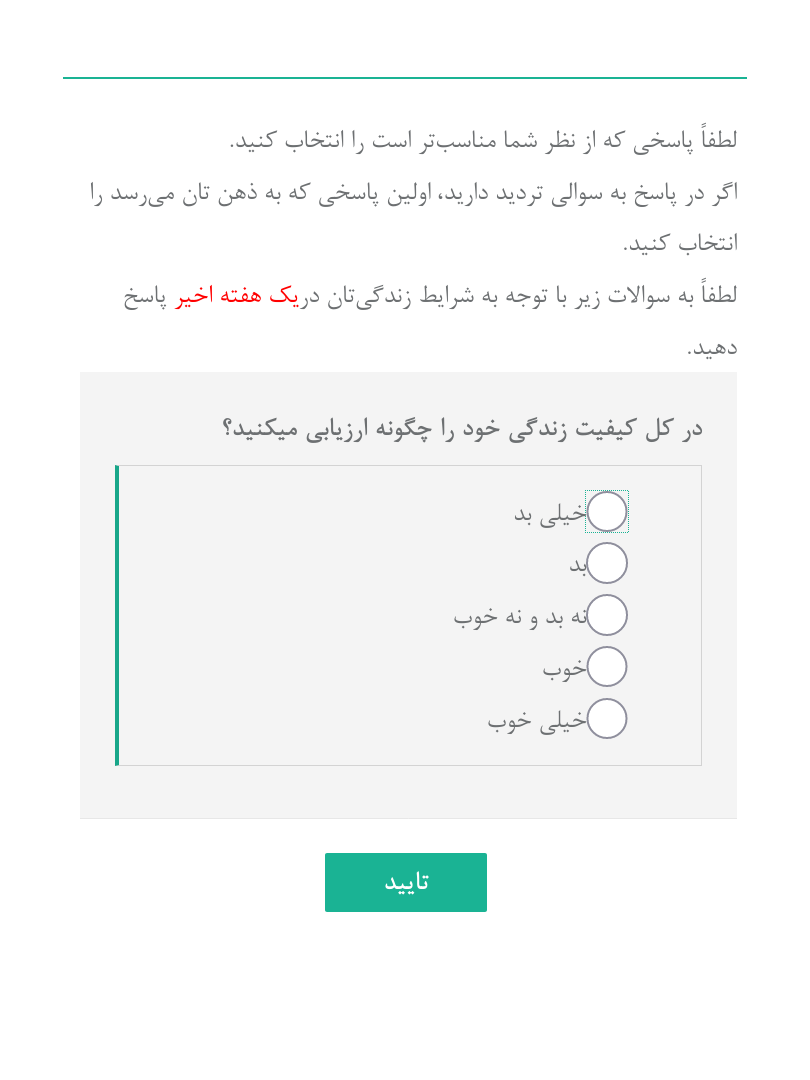 لطفاً پاسخی که از نظر شما مناسب‌تر است را انتخاب کنید.
اگر در پاسخ به سوالی تردید دارید، اولین پاسخی که به ذهن تان می‌رسد را
انتخاب کنید.
لطفاً به سوالات زیر با توجه به شرایط زندگی‌تان دریک هفته اخیر پاسخ
دهید.
در کل کیفیت زندگی خود را چگونه ارزیابی میکنید؟
خیلی بد
بد
نه بد و نه خوب
خوب
خیلی خوب
تایید